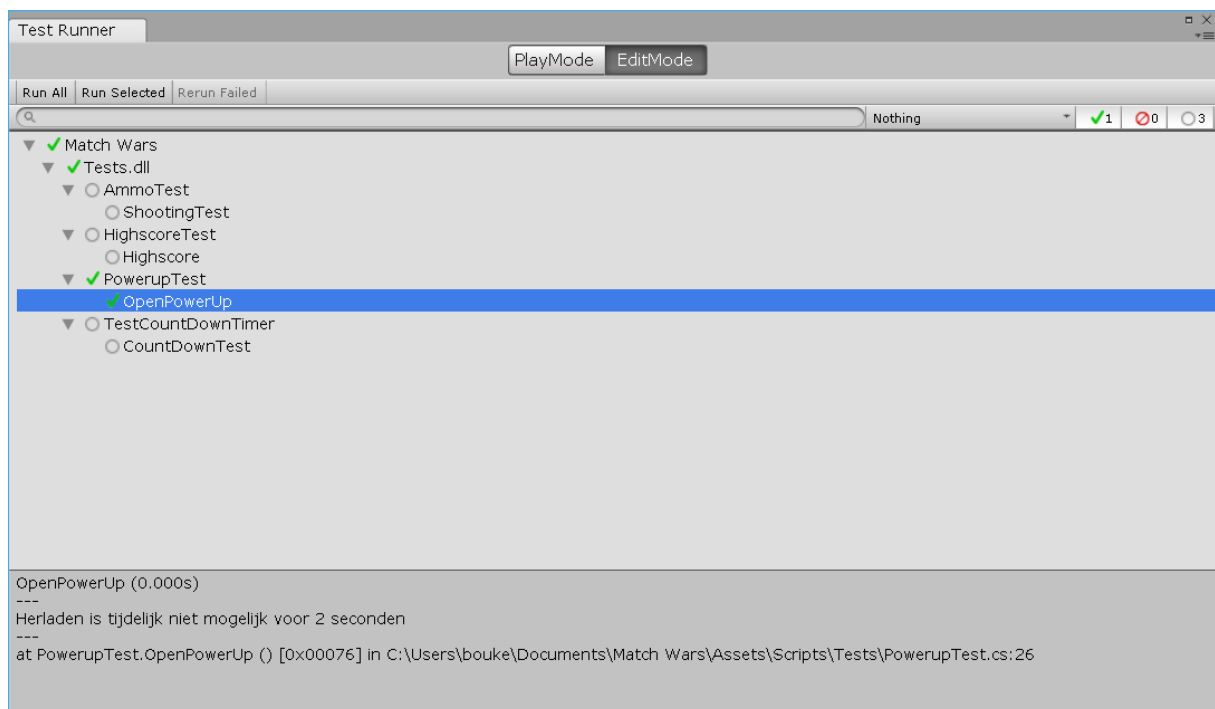 Test Runner
PlayMode EditMode
Run All Run Selected Rerun Failed
Nothing 1 0 3
Match Wars
Tests.dll
AmmoTest
ShootingTest
HighscoreTest
Highscore
PowerupTest
OpenPowerUp
TestCountDownTimer
CountDownTest
OpenPowerUp (0.000s)
---
Herladen is tijdelijk niet mogelijk voor 2 seconden
---
at PowerupTest.OpenPowerUp () [0x00076] in C:\Users\bouke\Documents\Match Wars\Assets\Scripts\Tests\PowerupTest.cs:26